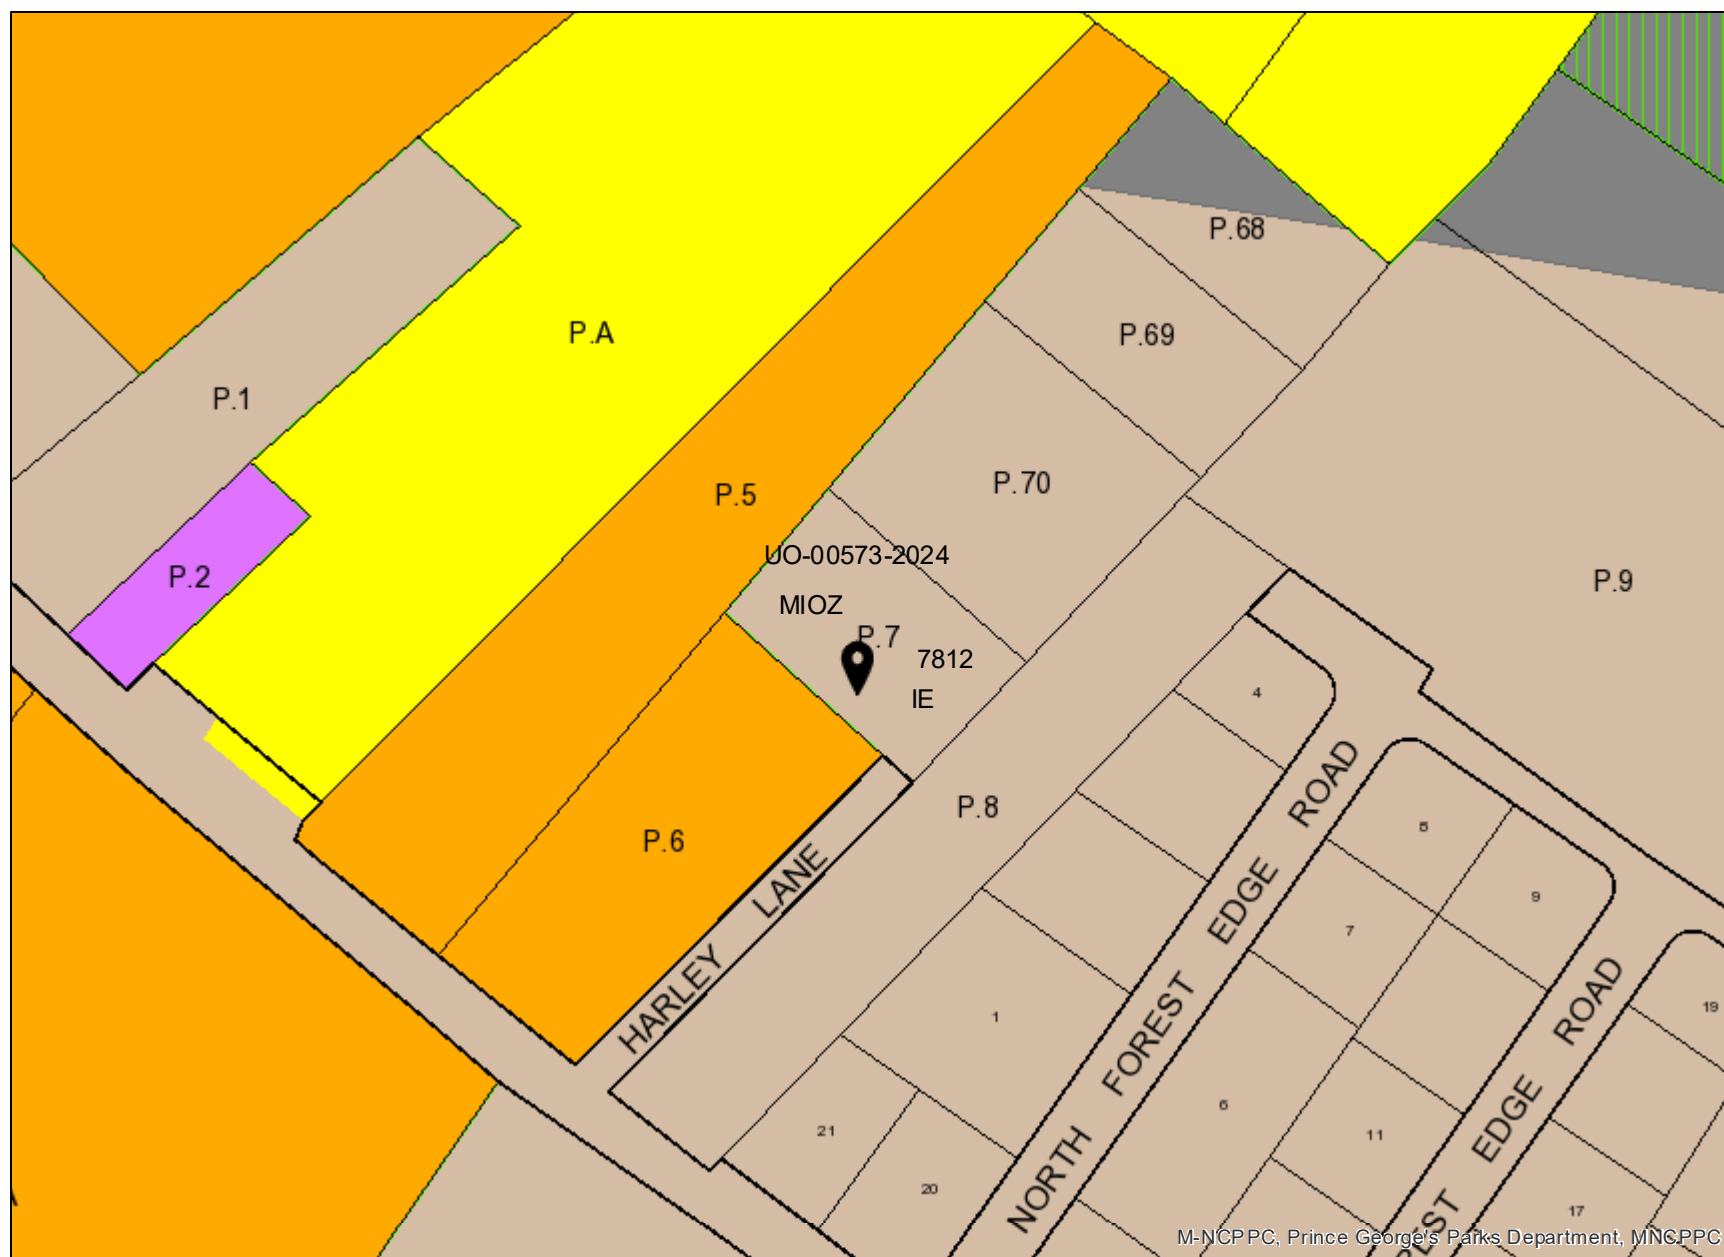 P.68
P.A
P.69
P.1
P.70
P.5
UO-00573-2024
P.2
P.9
MIOZ
P.7
7812
IE
4
P.8
P.6
8
9
7
HARLEY LANE
NORTH FOREST EDGE ROAD
EDGE ROAD
1
19
6
21
11
20
17
M-NCPPC, Prince George's Parks Department, MNCPPC